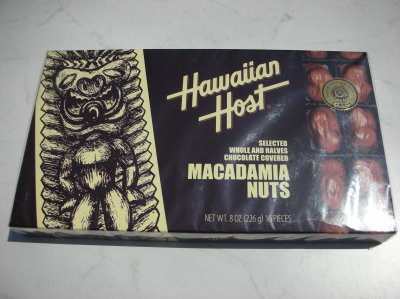 Hawaiian
Host
SELECTED
WHOLE AND HALVES
CHOCOLATE COVERED
MACADAMIA
NUTS
NET WT. 8 OZ (226 g) 16 PIECES